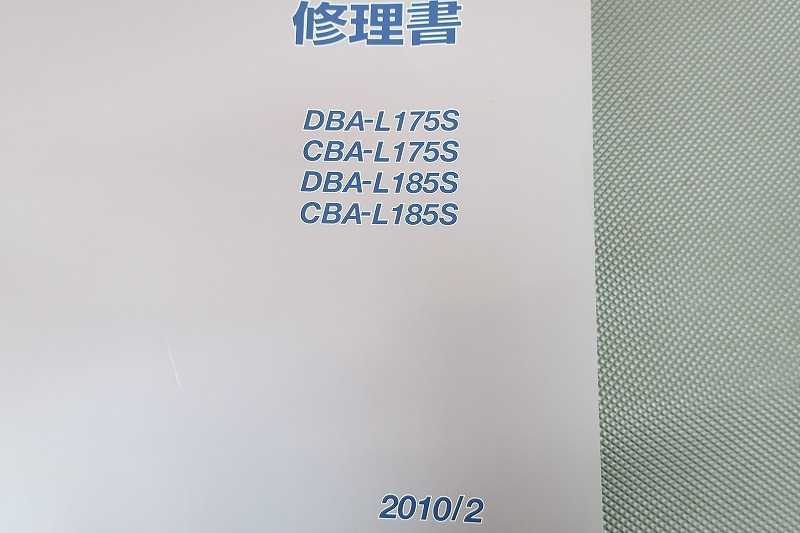 修理書
DBA-L175S
CBA-L175S
DBA-L185S
CBA-L185S
2010/2